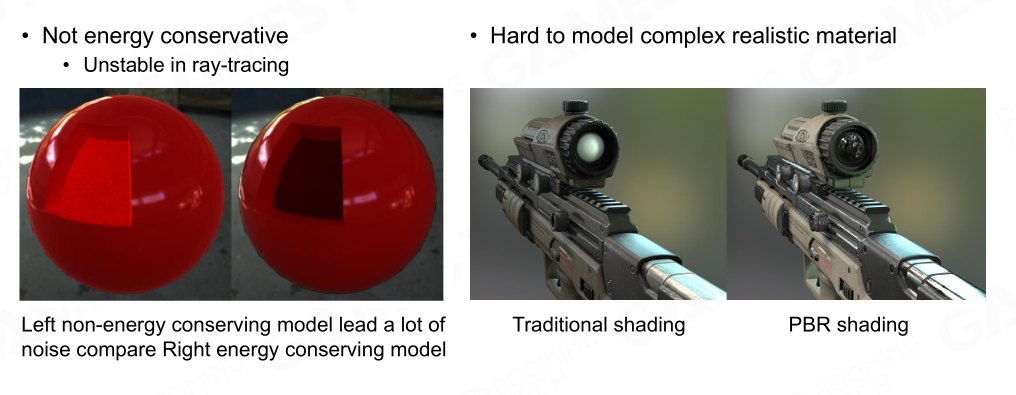 • Not energy conservative
• Unstable in ray-tracing
Left non-energy conserving model lead a lot of
noise compare Right energy conserving model
• Hard to model complex realistic material
Traditional shading
PBR shading